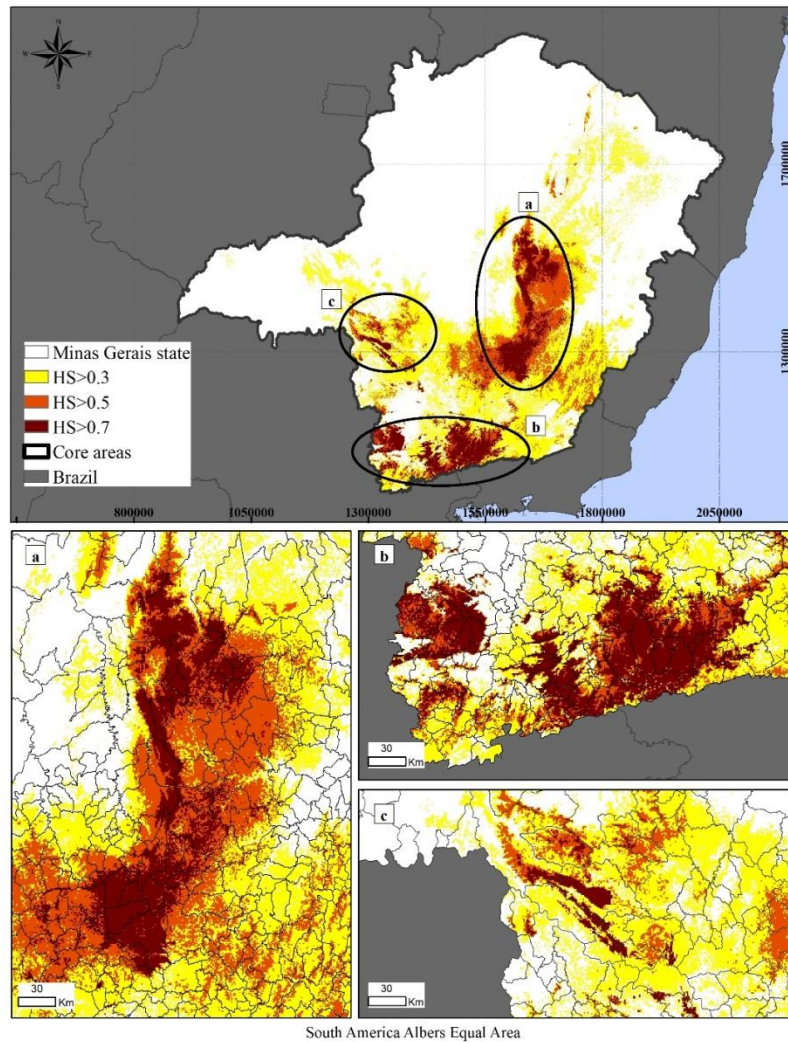 N
W
E
S
a
c
b
1700000
1300000
Minas Gerais state
HS>0.3
HS>0.5
HS>0.7
Core areas
Brazil
800000
1050000
1300000
1550000
1800000
2050000
a
30
Km
b
30
Km
c
30
Km
South America Albers Equal Area